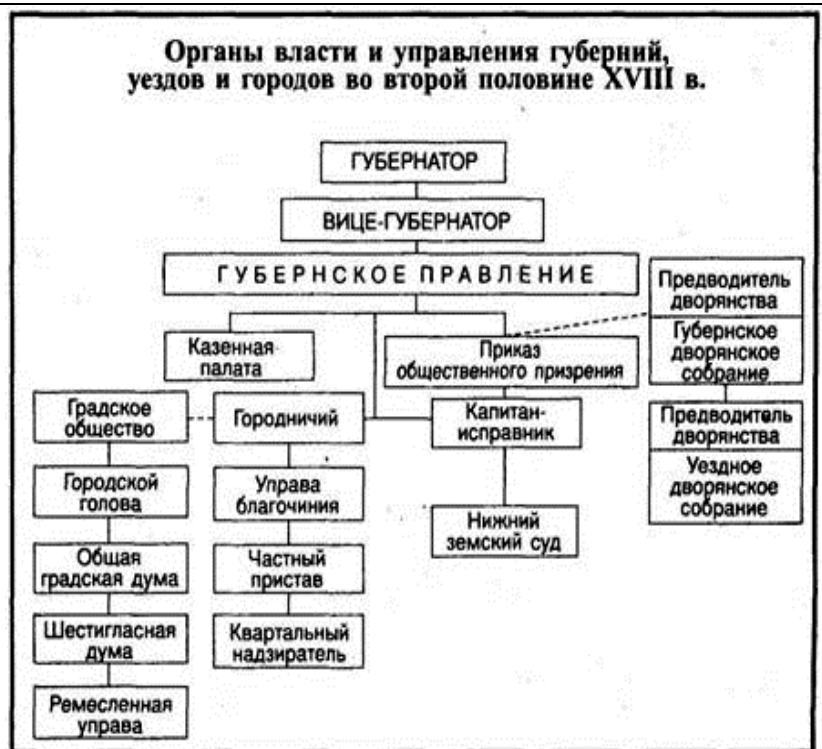 Органы власти и управления губерний,
уездов и городов во второй половине XVIII в.
ГУБЕРНАТОР
ВИЦЕ-ГУБЕРНАТОР
ГУБЕРНСКОЕ ПРАВЛЕНИЕ
Предводитель
дворянства
Губернское
дворянское
собрание
Казенная
палата
Приказ
общественного призрения
Градское
общество
Городничий
Капитан-
исправник
Предводитель
дворянства
Уездное
дворянское
собрание
Городской
голова
Управа
благочиния
Нижний
земский суд
Общая
градская дума
Частный
пристав
Шестигласная
дума
Квартальный
надзиратель
Ремесленная
управа